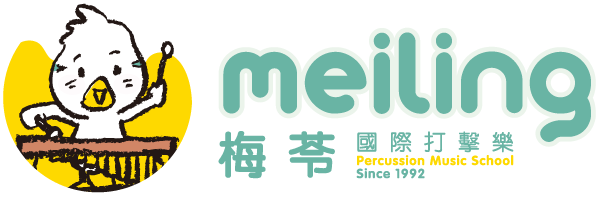 meiling
梅苓 國際打擊樂
Percussion Music School
Since 1992